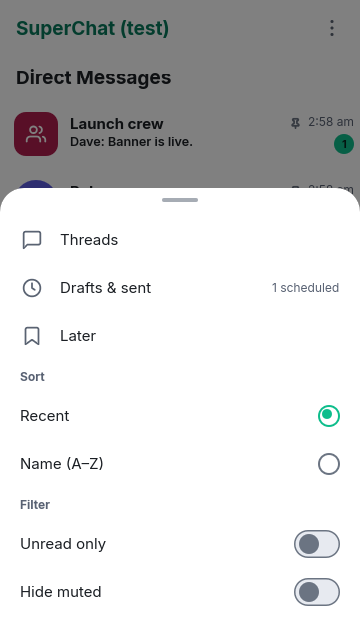 SuperChat (test)
Direct Messages
Launch crew
2:58 am
Dave: Banner is live.
1
Threads
Drafts & sent
1 scheduled
Later
Sort
Recent
Name (A–Z)
Filter
Unread only
Hide muted